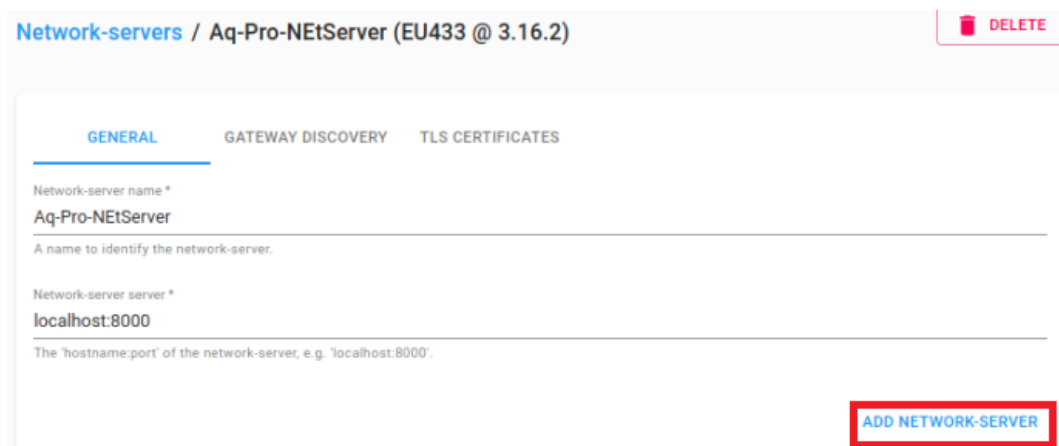 Network-servers / Aq-Pro-NEtServer (EU433 @ 3.16.2)
DELETE
GENERAL GATEWAY DISCOVERY TLS CERTIFICATES
Network-server name *
Aq-Pro-NEtServer
A name to identify the network-server.
Network-server server *
localhost:8000
The 'hostname:port' of the network-server, e.g. 'localhost:8000'.
ADD NETWORK-SERVER